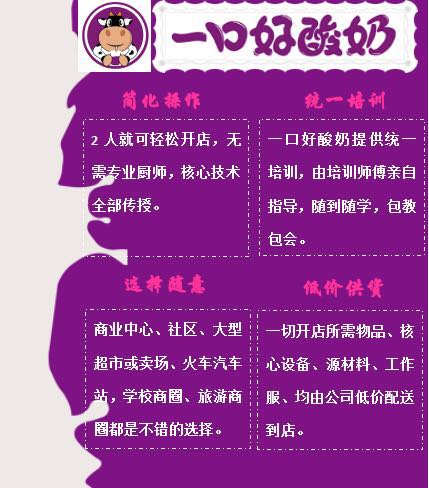 一口好酸奶
简化操作
2 人就可轻松开店，无
需专业厨师，核心技术
全部传授。
统一培训
一口好酸奶提供统一
培训，由培训师傅亲自
指导，随到随学，包教
包会。
选择随意
商业中心、社区、大型
超市或卖场、火车汽车
站，学校商圈、旅游商
圈都是不错的选择。
低价供货
一切开店所需物品、核
心设备、源材料、工作
服、均由公司低价配送
到店。